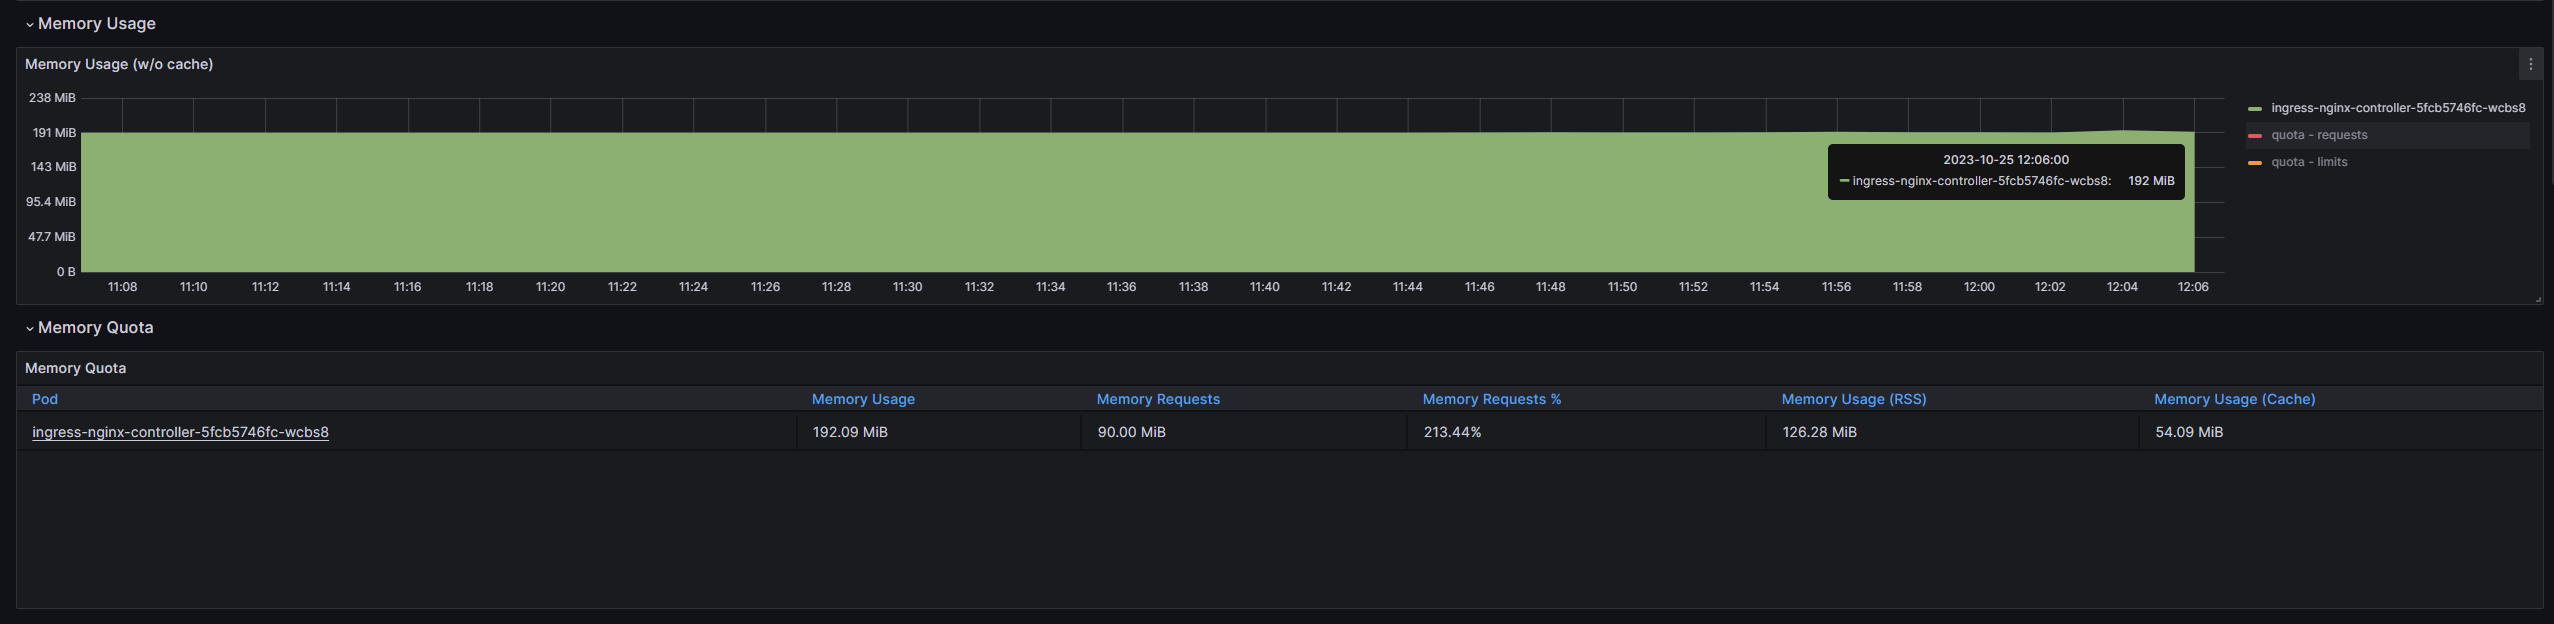 Memory Usage
Memory Usage (w/o cache)
238 MiB
191 MiB
143 MiB
95.4 MiB
47.7 MiB
0 B
11:08 11:10 11:12 11:14 11:16 11:18 11:20 11:22 11:24 11:26 11:28 11:30 11:32 11:34 11:36 11:38 11:40 11:42 11:44 11:46 11:48 11:50 11:52 11:54 11:56 11:58 12:00 12:02 12:04 12:06
2023-10-25 12:06:00
ingress-nginx-controller-5fcb5746fc-wcbs8: 192 MiB
ingress-nginx-controller-5fcb5746fc-wcbs8
quota - requests
quota - limits
Memory Quota
Memory Quota
Pod Memory Usage Memory Requests Memory Requests % Memory Usage (RSS) Memory Usage (Cache)
ingress-nginx-controller-5fcb5746fc-wcbs8 192.09 MiB 90.00 MiB 213.44% 126.28 MiB 54.09 MiB